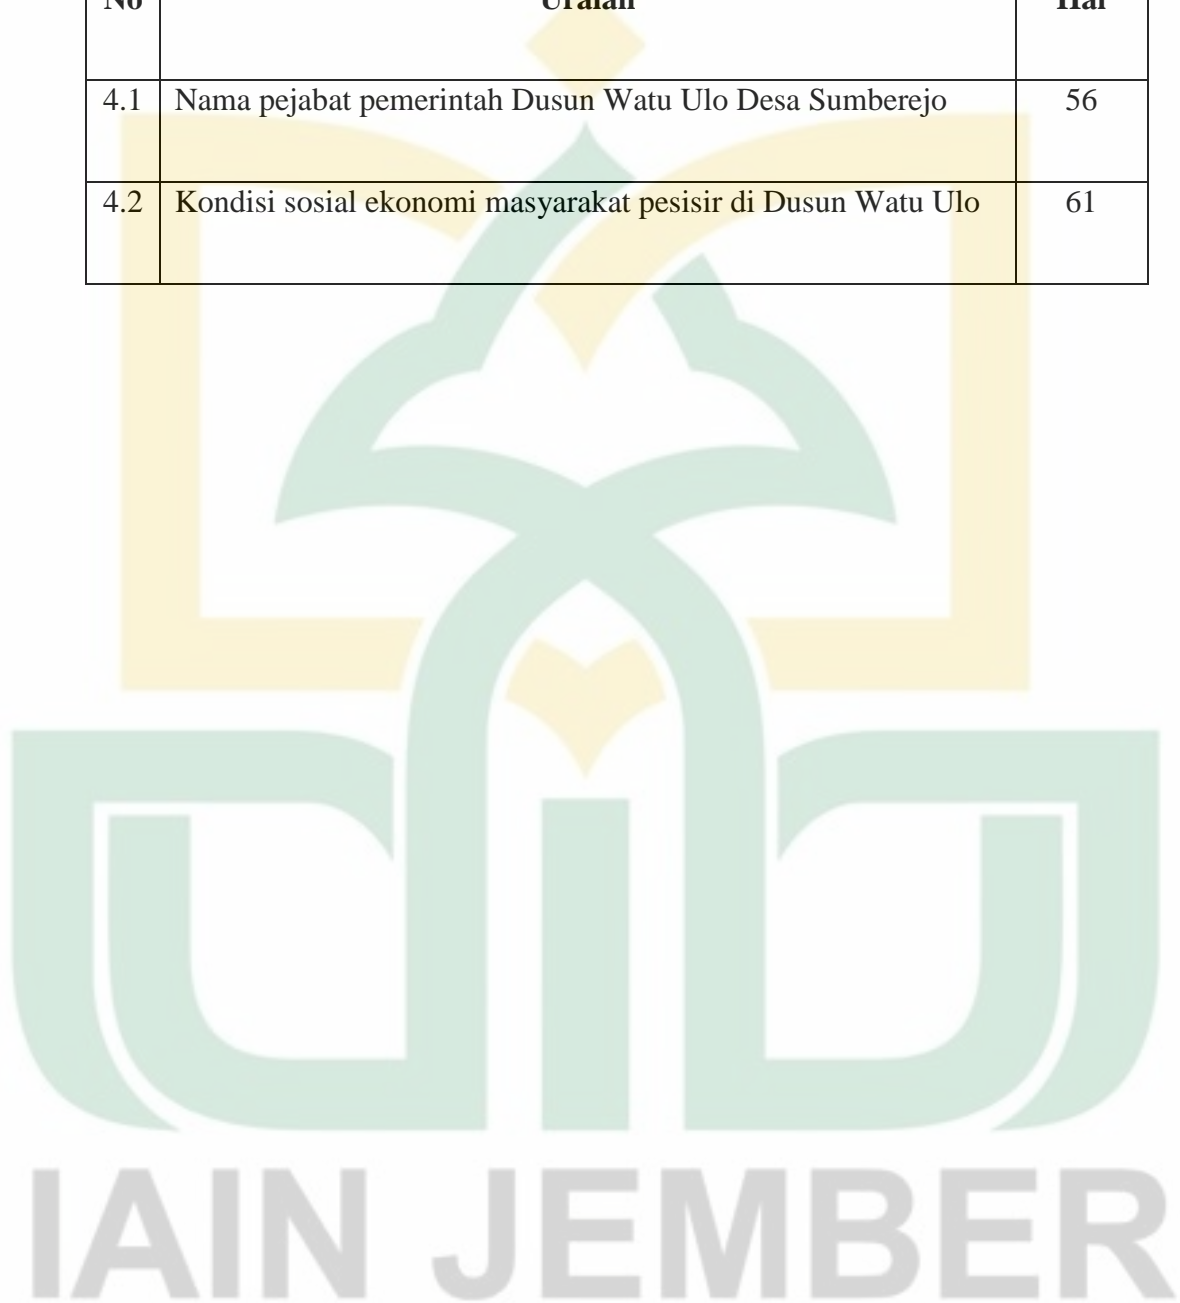 No Uraian Hal
4.1 Nama pejabat pemerintah Dusun Watu Ulo Desa Sumberejo 56
4.2 Kondisi sosial ekonomi masyarakat pesisir di Dusun Watu Ulo 61
IAIN JEMBER